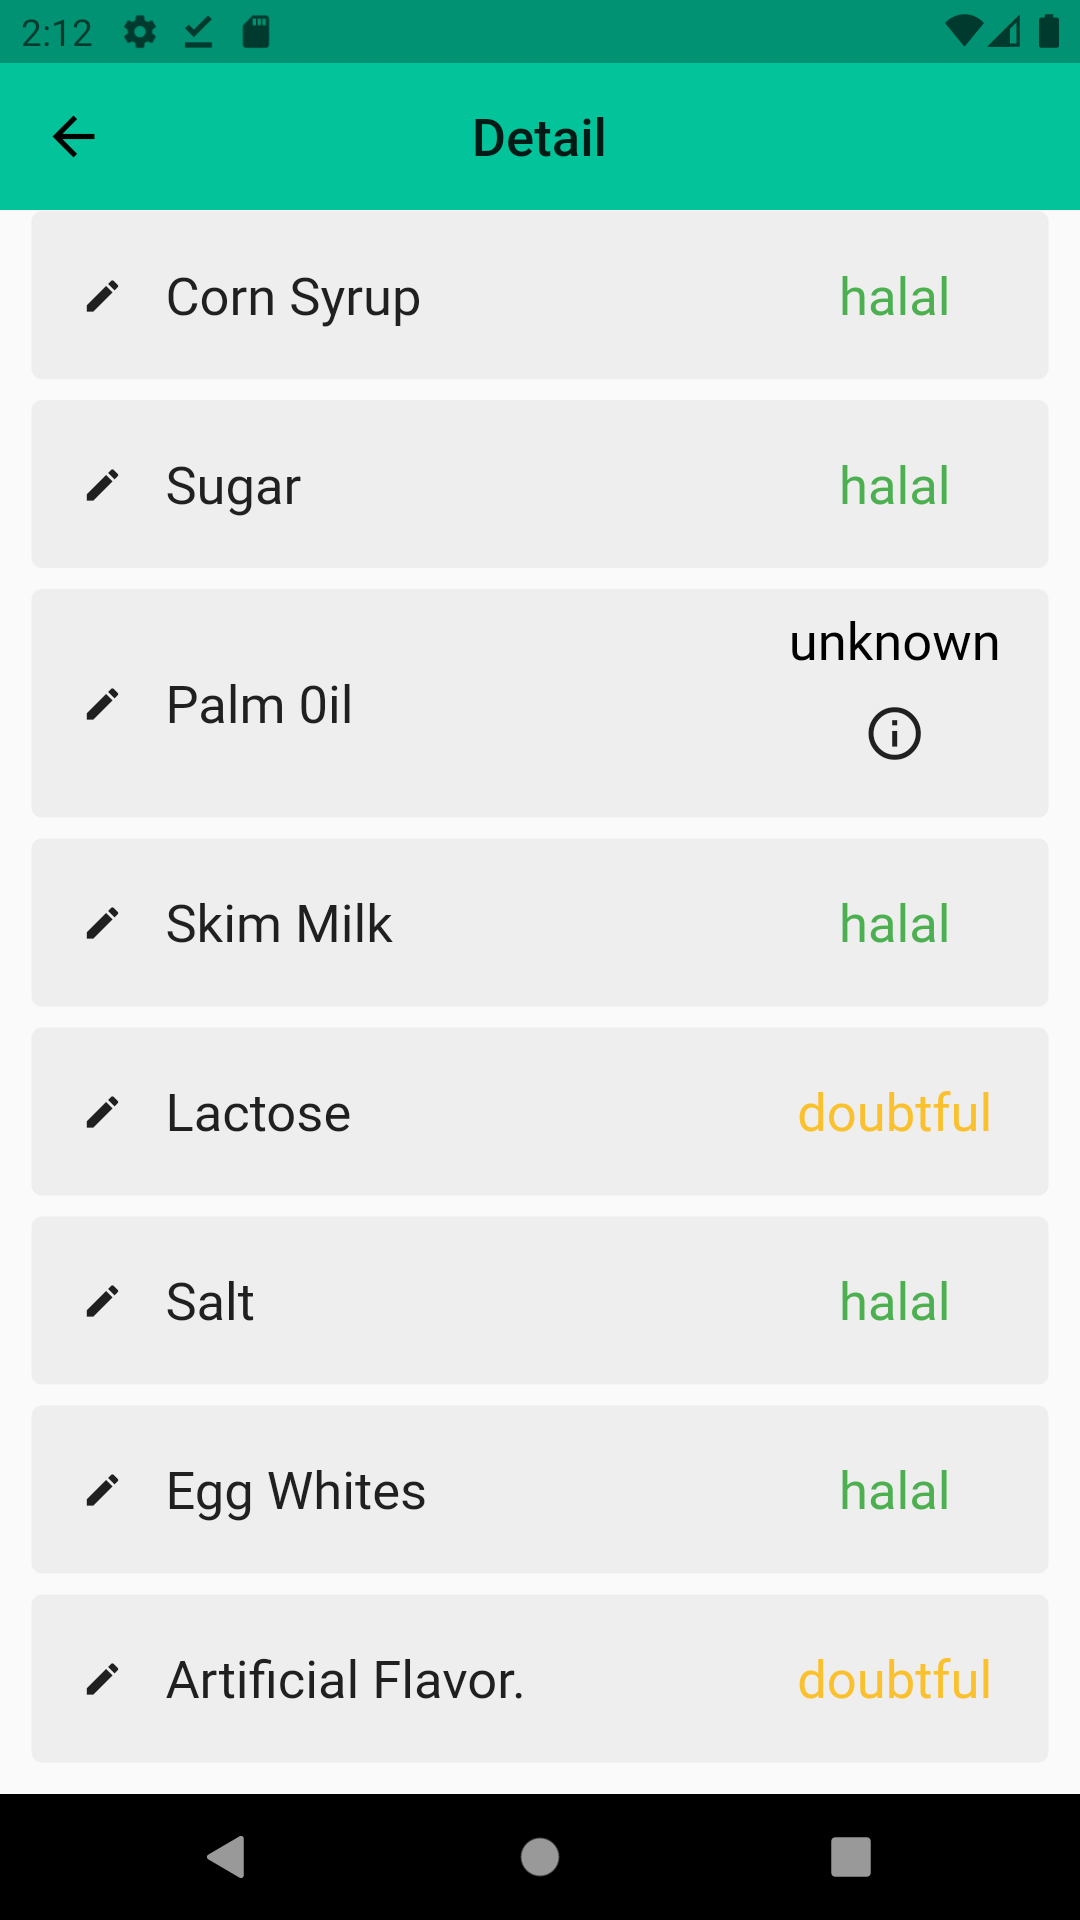 2:12
Detail
Corn Syrup halal
Sugar halal
Palm 0il unknown
Skim Milk halal
Lactose doubtful
Salt halal
Egg Whites halal
Artificial Flavor. doubtful